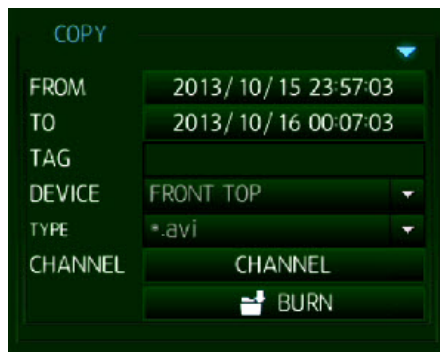 COPY
FROM 2013/10/15 23:57:03
TO 2013/10/16 00:07:03
TAG
DEVICE FRONT TOP
TYPE *.avi
CHANNEL CHANNEL
BURN